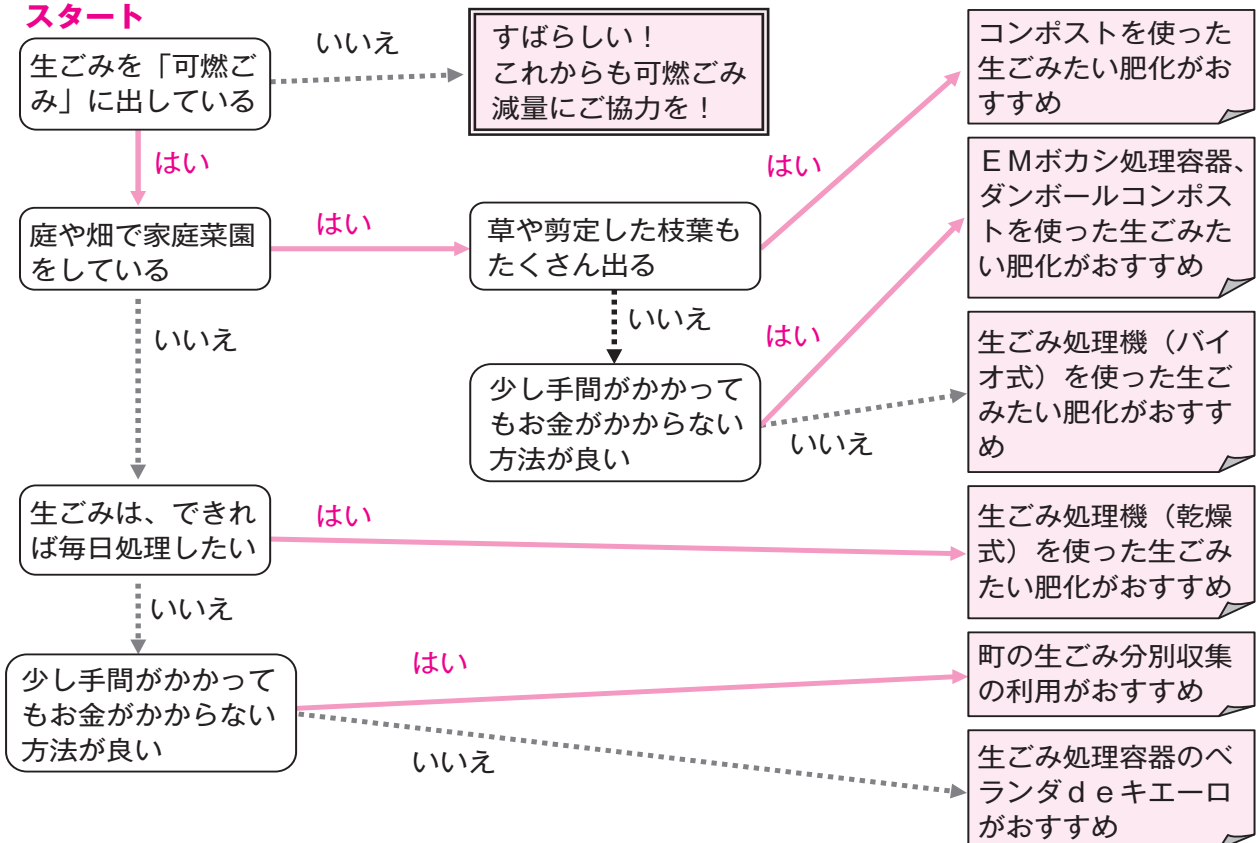 スタート
生ごみを「可燃ご
み」に出している
いいえ
すばらしい！
これからも可燃ごみ
減量にご協力を！
コンポストを使った
生ごみたい肥化がお
すすめ
はい
はい
ＥＭボカシ処理容器、
ダンボールコンポス
トを使った生ごみた
い肥化がおすすめ
庭や畑で家庭菜園
をしている
はい
草や剪定した枝葉も
たくさん出る
いいえ
いいえ
はい
生ごみ処理機（バイ
オ式）を使った生ご
みたい肥化がおすす
め
少し手間がかかって
もお金がかからない
方法が良い
いいえ
生ごみは、できれ
ば毎日処理したい
はい
生ごみ処理機（乾燥
式）を使った生ごみ
たい肥化がおすすめ
いいえ
少し手間がかかって
もお金がかからない
方法が良い
はい
町の生ごみ分別収集
の利用がおすすめ
いいえ
生ごみ処理容器のベ
ランダｄｅキエーロ
がおすすめ